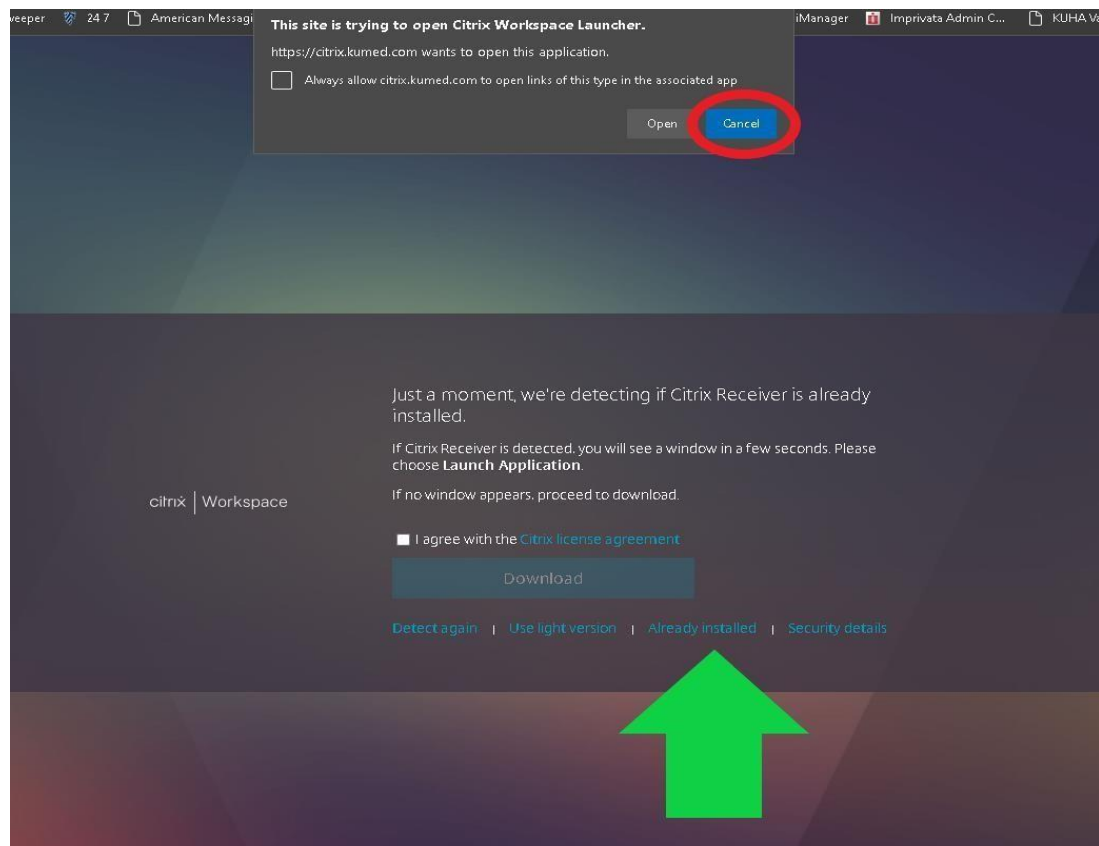 veeper 24 7 American Messagi iManager Imprivata Admin C... KUHA Va
This site is trying to open Citrix Workspace Launcher.
https://citrix.kumed.com wants to open this application.
Always allow citrix.kumed.com to open links of this type in the associated app
Open Cancel
Just a moment, we're detecting if Citrix Receiver is already
installed.
If Citrix Receiver is detected, you will see a window in a few seconds. Please
choose Launch Application.
If no window appears, proceed to download.
citrix | Workspace
I agree with the Citrix license agreement
Download
Detect again | Use light version | Already installed | Security details